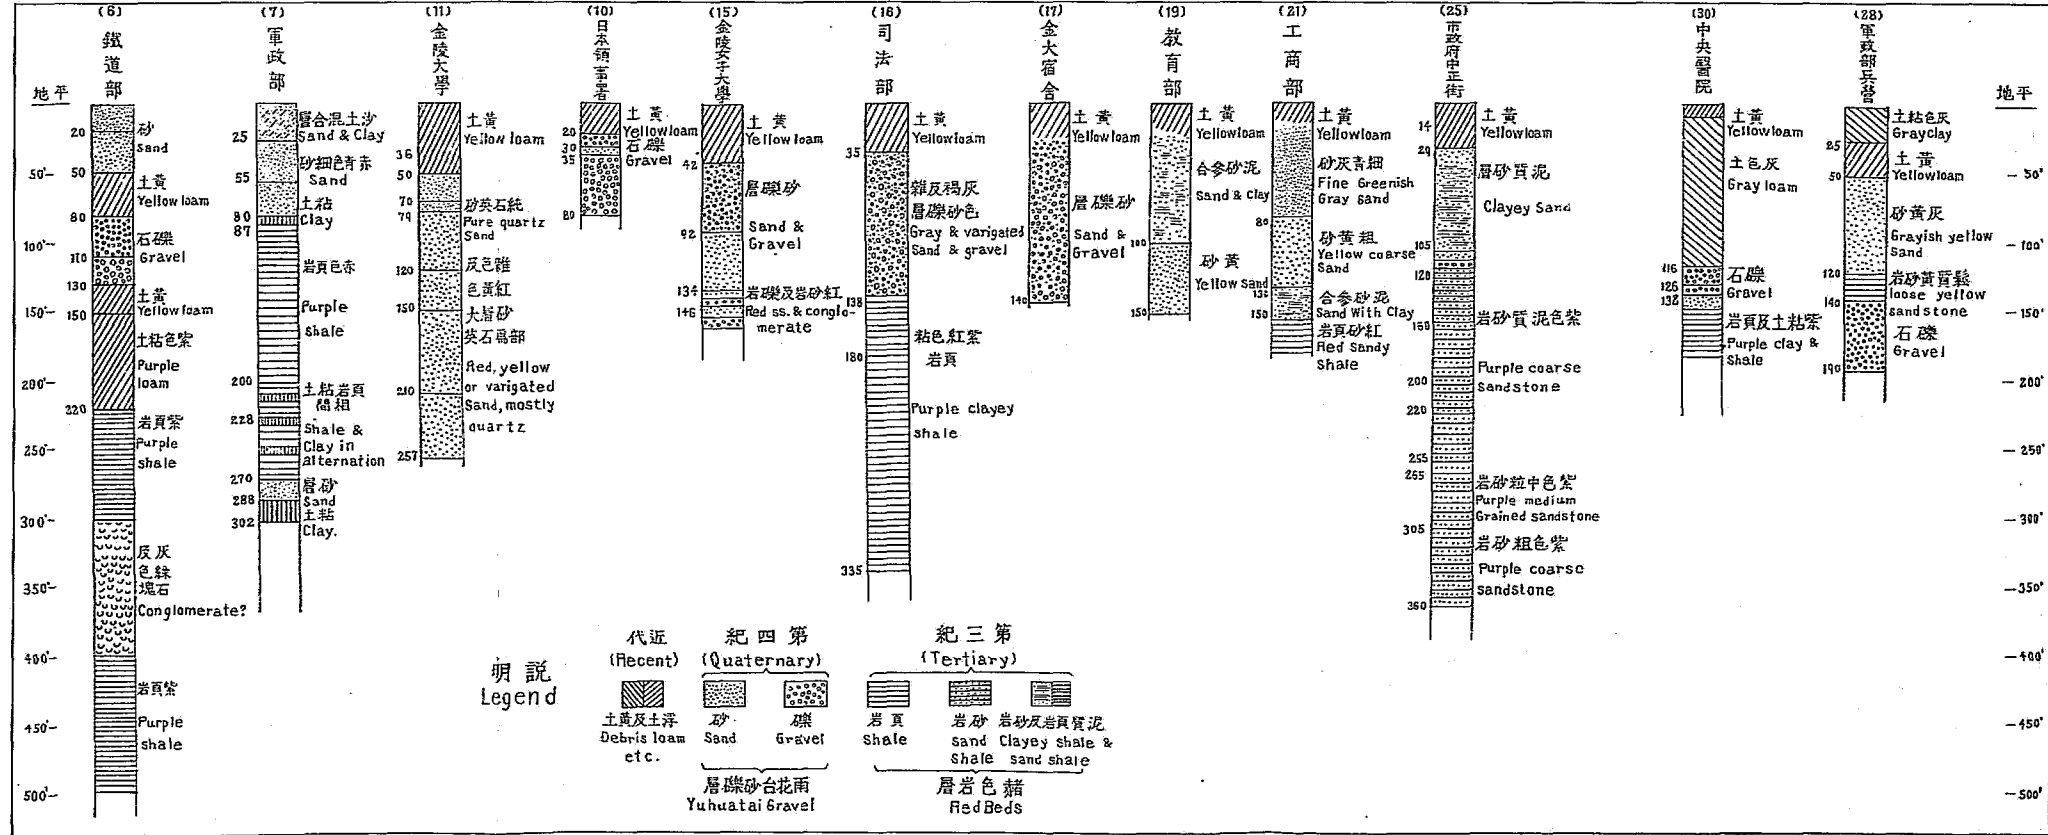 (6)
鐵道部
地平
20
砂
Sand
50
土黃
Yellow loam
80
石礫
Gravel
110
130
土黃
Yellow loam
150
土粘色紫
Purple
loam
220
岩頁紫
Purple
shale
反灰
色綠
塊石
Conglomerate?
岩頁紫
Purple
shale
50'
100'
150'
200'
250'
300'
350'
400'
450'
500'
(7)
軍政部
層合混土沙
Sand & Clay
25
砂細色青赤
Sand
55
土粘
Clay
80
87
岩頁色赤
Purple
shale
200
土粘岩頁
間相
228
Shale &
Clay in
alternation
270
層砂
Sand
288
土粘
Clay.
302
(11)
金陵大學
土黃
Yellow loam
36
50
70
砂英石純
74
Pure quartz
Sand
反色雜
120
色黃紅
150
大層砂
英石爲部
Red, yellow
or varigated
210
Sand, mostly
quartz
257
(10)
日本領事署
土黃
20
Yellow loam
石礫
30
Gravel
35
80
(15)
金陵女子大學
土黃
Yellow loam
42
層礫砂
92
Sand &
Gravel
134
岩礫及岩砂紅
146
Red ss. & conglo-
merate
(16)
司法部
土黃
Yellow loam
35
雜反褐灰
層礫砂色
Gray & varigated
Sand & gravel
138
粘色紅紫
岩頁
180
Purple clayey
shale
335
(17)
金大宿舍
土黃
Yellow loam
層礫砂
Sand &
Gravel
140
(19)
教育部
土黃
Yellow loam
合參砂泥
Sand & Clay
100
砂黃
Yellow Sand
150
(21)
工商部
土黃
Yellow loam
砂灰青細
Fine Greenish
Gray Sand
80
砂黃粗
Yellow coarse
Sand
合參砂泥
Sand With Clay
150
岩頁砂紅
Red Sandy
Shale
(25)
市政府中正街
14
土黃
Yellow loam
29
層砂質泥
Clayey Sand
105
120
岩砂質泥色紫
Purple coarse
sandstone
200
220
255
265
岩砂粒中色紫
Purple medium
Grained sandstone
305
岩砂粗色紫
Purple coarse
sandstone
360
(30)
中央醫院
土黃
Yellow loam
土色灰
Gray loam
116
石礫
126
Gravel
132
岩頁及土粘紫
Purple clay &
Shale
(28)
軍政部兵營
土粘色灰
Gray clay
25
土黃
Yellow loam
50
砂黃灰
Grayish yellow
Sand
120
岩砂黃質鬆
loose yellow
sandstone
140
石礫
Gravel
190
地平
50'
100'
150'
200'
250'
300'
350'
400'
450'
500'
明説
Legend
代近
(Recent)
土黃及土浮
Debris loam
etc.
紀四第
(Quaternary)
砂
Sand
礫
Gravel
層礫砂台花雨
Yuhuatai Gravel
紀三第
(Tertiary)
岩頁
Shale
岩砂
Sand
Shale
岩砂及岩頁質泥
Clayey shale &
sand shale
層岩色赭
Red Beds